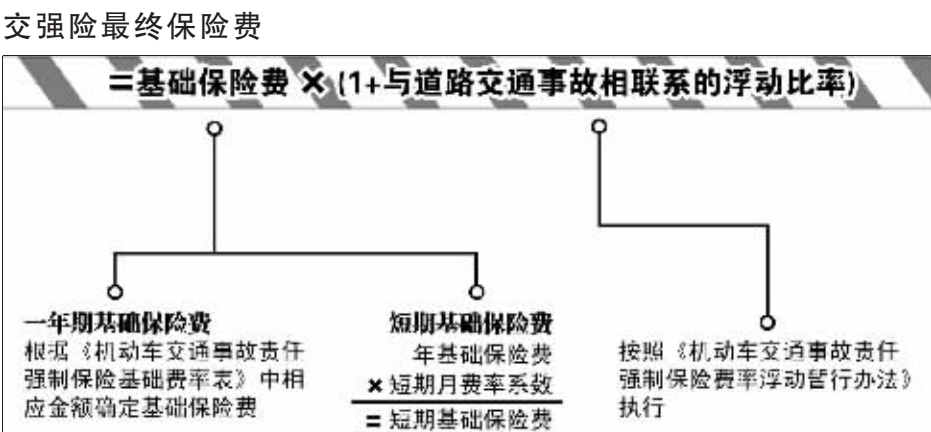 交强险最终保险费
=基础保险费 × (1+与道路交通事故相联系的浮动比率)
一年期基础保险费
根据《机动车交通事故责任
强制保险基础费率表》中相
应金额确定基础保险费
短期基础保险费
年基础保险费
×短期月费率系数
=短期基础保险费
按照《机动车交通事故责任
强制保险费率浮动暂行办法》
执行